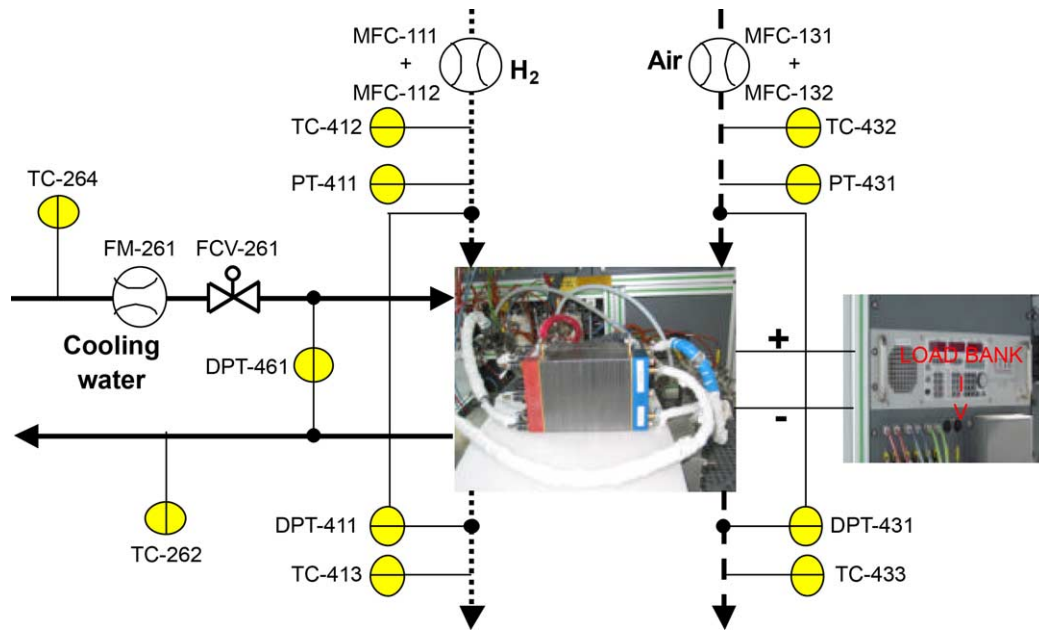 MFC-111
+
MFC-112
H2
Air
MFC-131
+
MFC-132
TC-412
TC-432
PT-411
PT-431
TC-264
FM-261
FCV-261
Cooling
water
DPT-461
+
-
LOAD BANK
I
V
TC-262
DPT-411
DPT-431
TC-413
TC-433